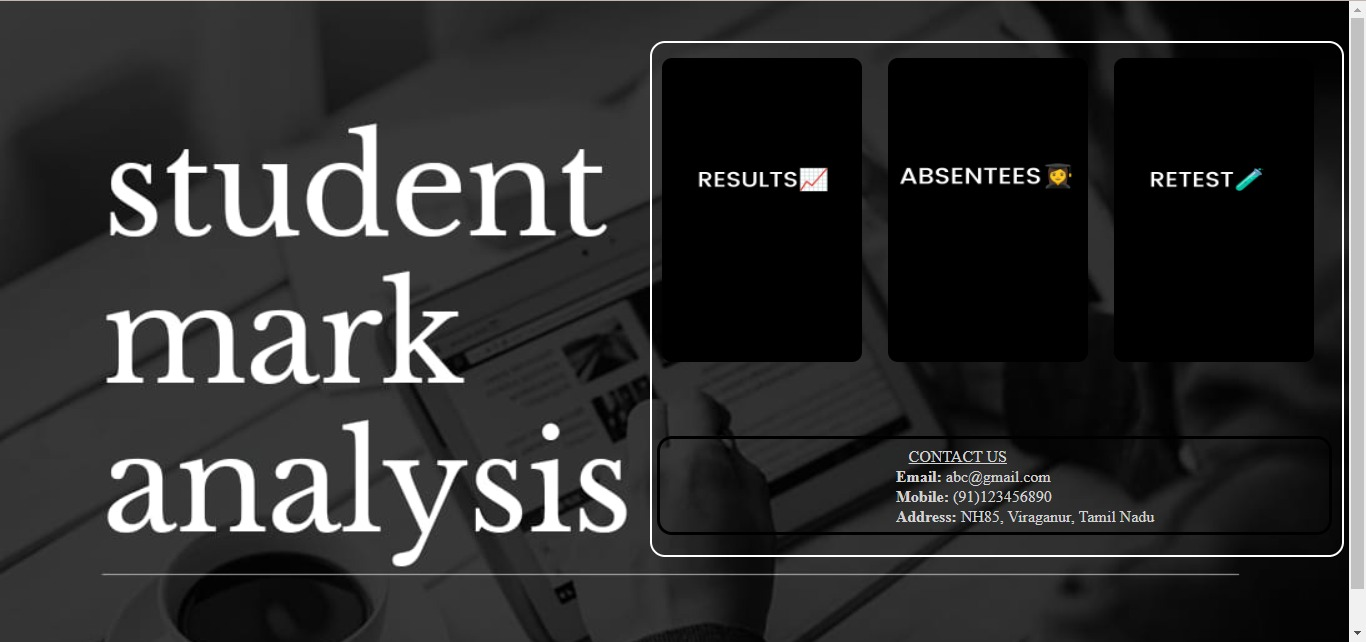 student
mark
analysis
RESULTS📈
ABSENTEES👩‍🎓
RETEST🧪
CONTACT US
Email: abc@gmail.com
Mobile: (91)123456890
Address: NH85, Viraganur, Tamil Nadu